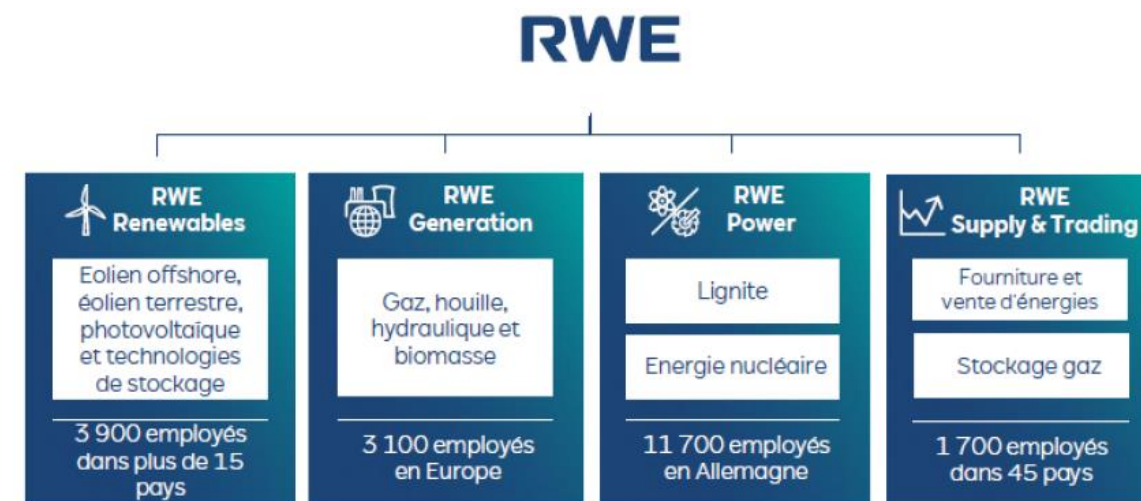 RWE
RWE
Renewables
Eolien offshore,
éolien terrestre,
photovoltaïque
et technologies
de stockage
3 900 employés
dans plus de 15
pays
RWE
Generation
Gaz, houille,
hydraulique et
biomasse
3 100 employés
en Europe
RWE
Power
Lignite
Energie nucléaire
11 700 employés
en Allemagne
RWE
Supply & Trading
Fourniture et
vente d'énergies
Stockage gaz
1 700 employés
dans 45 pays